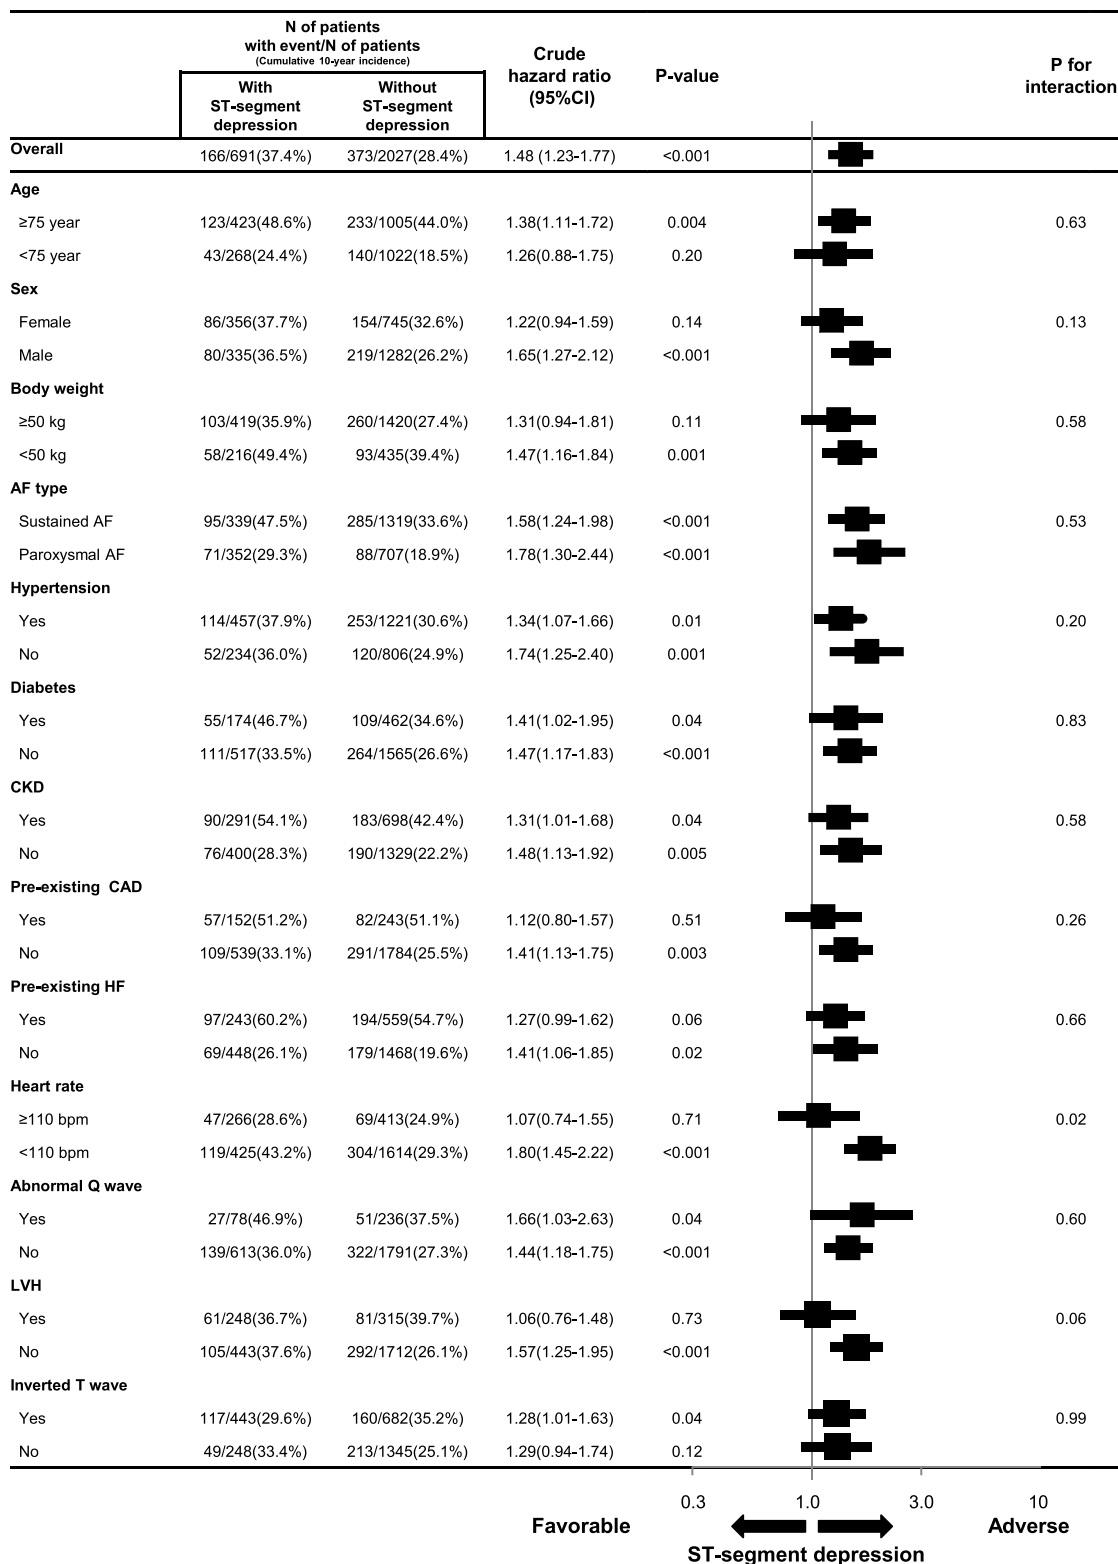 N of patients
with event/N of patients
(Cumulative 10-year incidence)
Crude
hazard ratio
(95%CI)
P-value
P for
interaction
With
ST-segment
depression
Without
ST-segment
depression
Overall 166/691(37.4%) 373/2027(28.4%) 1.48 (1.23-1.77) <0.001
Age
≥75 year 123/423(48.6%) 233/1005(44.0%) 1.38(1.11-1.72) 0.004 0.63
<75 year 43/268(24.4%) 140/1022(18.5%) 1.26(0.88-1.75) 0.20
Sex
Female 86/356(37.7%) 154/745(32.6%) 1.22(0.94-1.59) 0.14 0.13
Male 80/335(36.5%) 219/1282(26.2%) 1.65(1.27-2.12) <0.001
Body weight
≥50 kg 103/419(35.9%) 260/1420(27.4%) 1.31(0.94-1.81) 0.11 0.58
<50 kg 58/216(49.4%) 93/435(39.4%) 1.47(1.16-1.84) 0.001
AF type
Sustained AF 95/339(47.5%) 285/1319(33.6%) 1.58(1.24-1.98) <0.001 0.53
Paroxysmal AF 71/352(29.3%) 88/707(18.9%) 1.78(1.30-2.44) <0.001
Hypertension
Yes 114/457(37.9%) 253/1221(30.6%) 1.34(1.07-1.66) 0.01 0.20
No 52/234(36.0%) 120/806(24.9%) 1.74(1.25-2.40) 0.001
Diabetes
Yes 55/174(46.7%) 109/462(34.6%) 1.41(1.02-1.95) 0.04 0.83
No 111/517(33.5%) 264/1565(26.6%) 1.47(1.17-1.83) <0.001
CKD
Yes 90/291(54.1%) 183/698(42.4%) 1.31(1.01-1.68) 0.04 0.58
No 76/400(28.3%) 190/1329(22.2%) 1.48(1.13-1.92) 0.005
Pre-existing CAD
Yes 57/152(51.2%) 82/243(51.1%) 1.12(0.80-1.57) 0.51 0.26
No 109/539(33.1%) 291/1784(25.5%) 1.41(1.13-1.75) 0.003
Pre-existing HF
Yes 97/243(60.2%) 194/559(54.7%) 1.27(0.99-1.62) 0.06 0.66
No 69/448(26.1%) 179/1468(19.6%) 1.41(1.06-1.85) 0.02
Heart rate
≥110 bpm 47/266(28.6%) 69/413(24.9%) 1.07(0.74-1.55) 0.71 0.02
<110 bpm 119/425(43.2%) 304/1614(29.3%) 1.80(1.45-2.22) <0.001
Abnormal Q wave
Yes 27/78(46.9%) 51/236(37.5%) 1.66(1.03-2.63) 0.04 0.60
No 139/613(36.0%) 322/1791(27.3%) 1.44(1.18-1.75) <0.001
LVH
Yes 61/248(36.7%) 81/315(39.7%) 1.06(0.76-1.48) 0.73 0.06
No 105/443(37.6%) 292/1712(26.1%) 1.57(1.25-1.95) <0.001
Inverted T wave
Yes 117/443(29.6%) 160/682(35.2%) 1.28(1.01-1.63) 0.04 0.99
No 49/248(33.4%) 213/1345(25.1%) 1.29(0.94-1.74) 0.12
0.3 1.0 3.0 10
Favorable Adverse
ST-segment depression